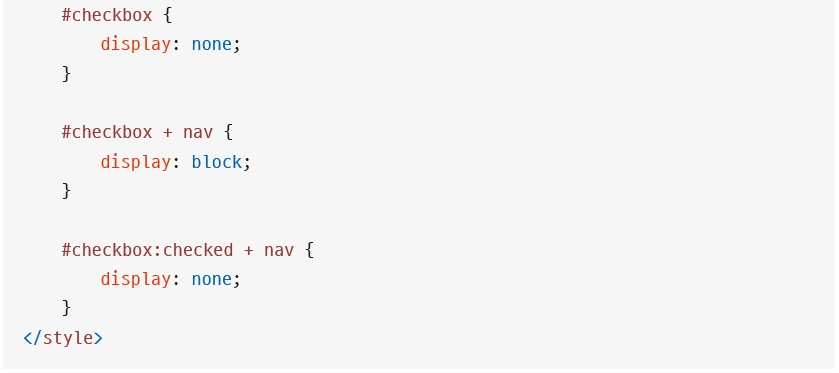 #checkbox {
display: none;
}
#checkbox + nav {
display: block;
}
#checkbox:checked + nav {
display: none;
}
</style>